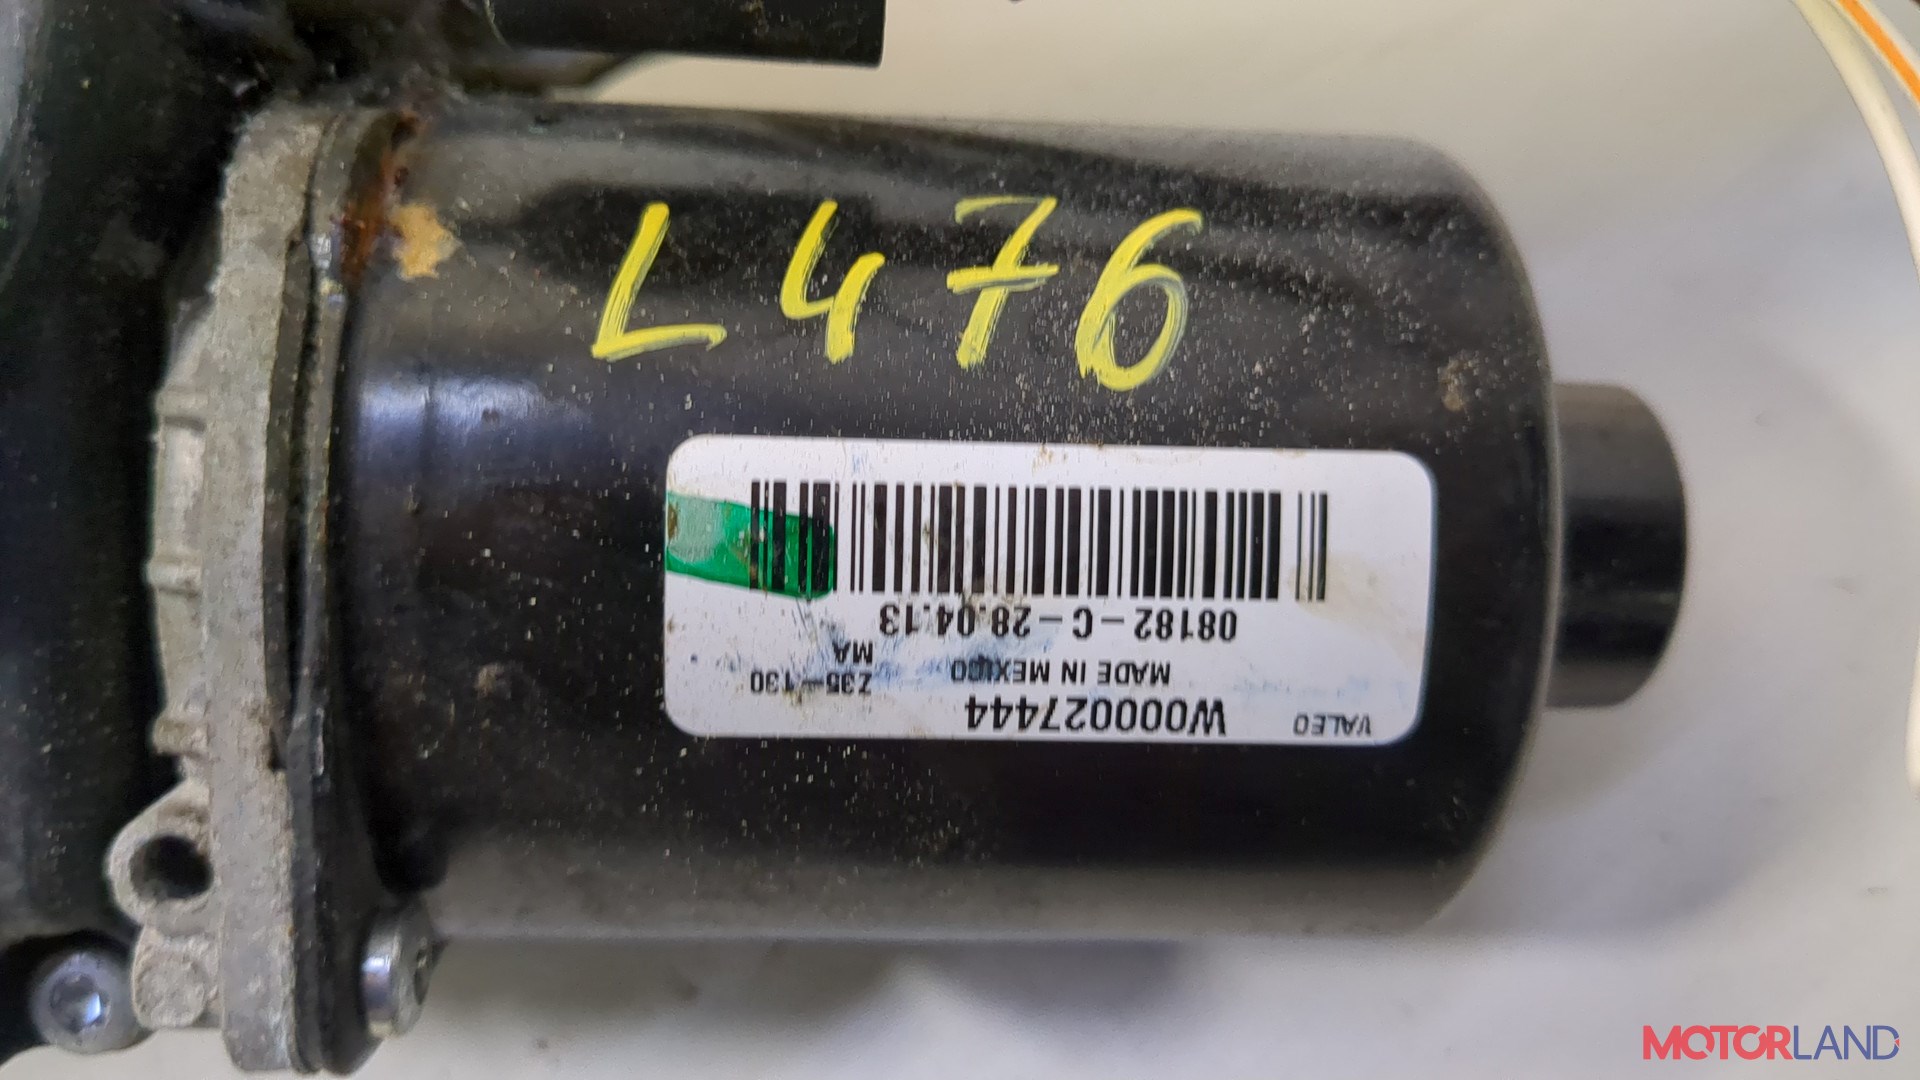 L476
VALEO
W000027444
Z35-130
MADE IN MEXICO
MA
08182-C-28.04.13
MOTORLAND